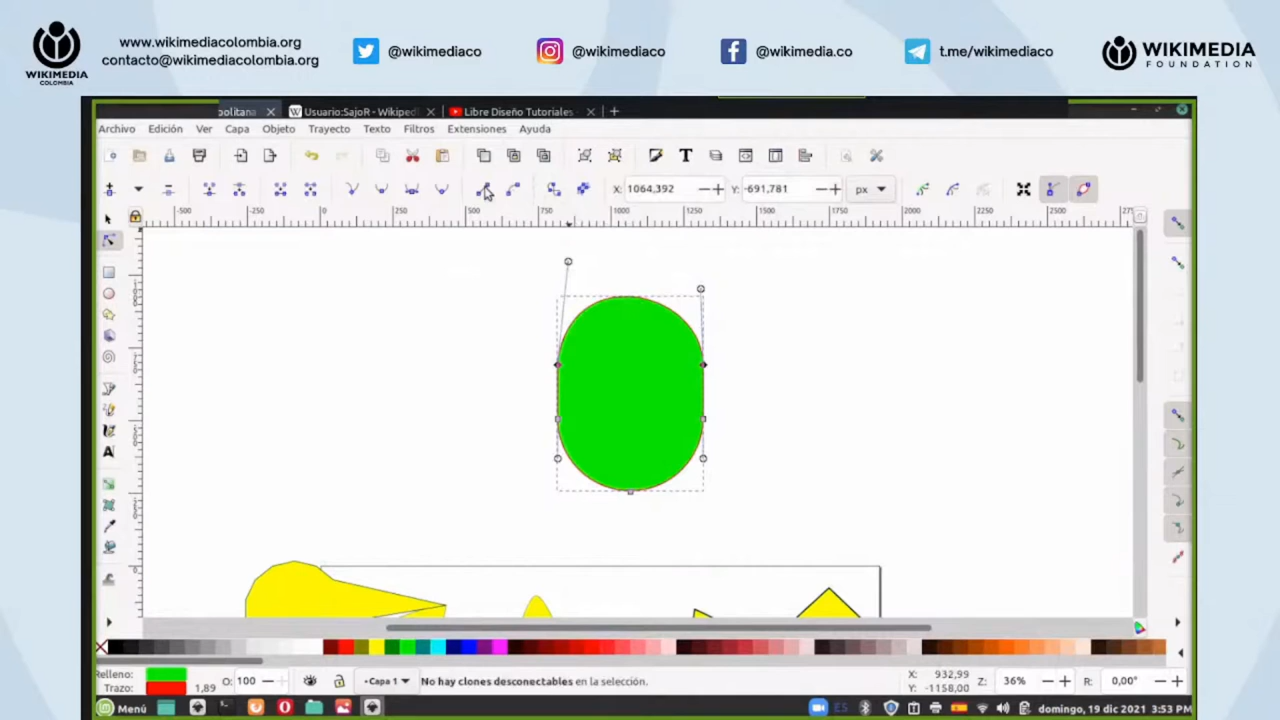 WIKIMEDIA
COLOMBIA
www.wikimediacolombia.org
contacto@wikimediacolombia.org
@wikimediaco
@wikimediaco
@wikimedia.co
t.me/wikimediaco
WIKIMEDIA
FOUNDATION
politana Usuario:SajoR - Wikiped Libre Diseño Tutoriales -
Archivo Edición Ver Capa Objeto Trayecto Texto Filtros Extensiones Ayuda
X: 1064,392 Y: -691,781 px
-500 -250 0 250 500 750 1000 1250 1500 1750 2000 2250 2500 275
Relleno:
Trazo: 1,89
O: 100
•Capa 1
No hay clones desconectables en la selección.
X: 932,99
Y: -1158,00
Z: 36%
R: 0,00°
Menú ES domingo, 19 dic 2021 3:53 PM